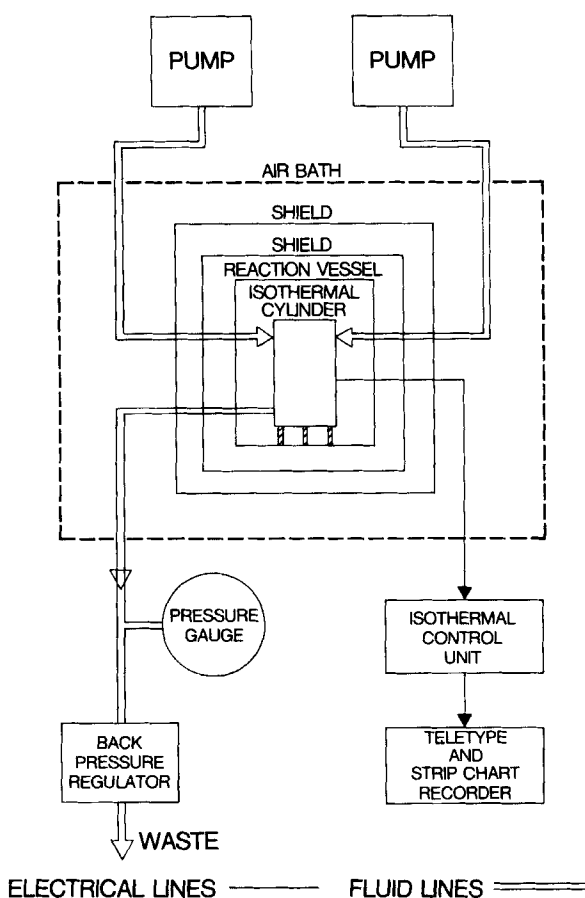 PUMP
PUMP
AIR BATH
SHIELD
SHIELD
REACTION VESSEL
ISOTHERMAL
CYLINDER
PRESSURE
GAUGE
ISOTHERMAL
CONTROL
UNIT
BACK
PRESSURE
REGULATOR
TELETYPE
AND
STRIP CHART
RECORDER
WASTE
ELECTRICAL LINES
FLUID LINES